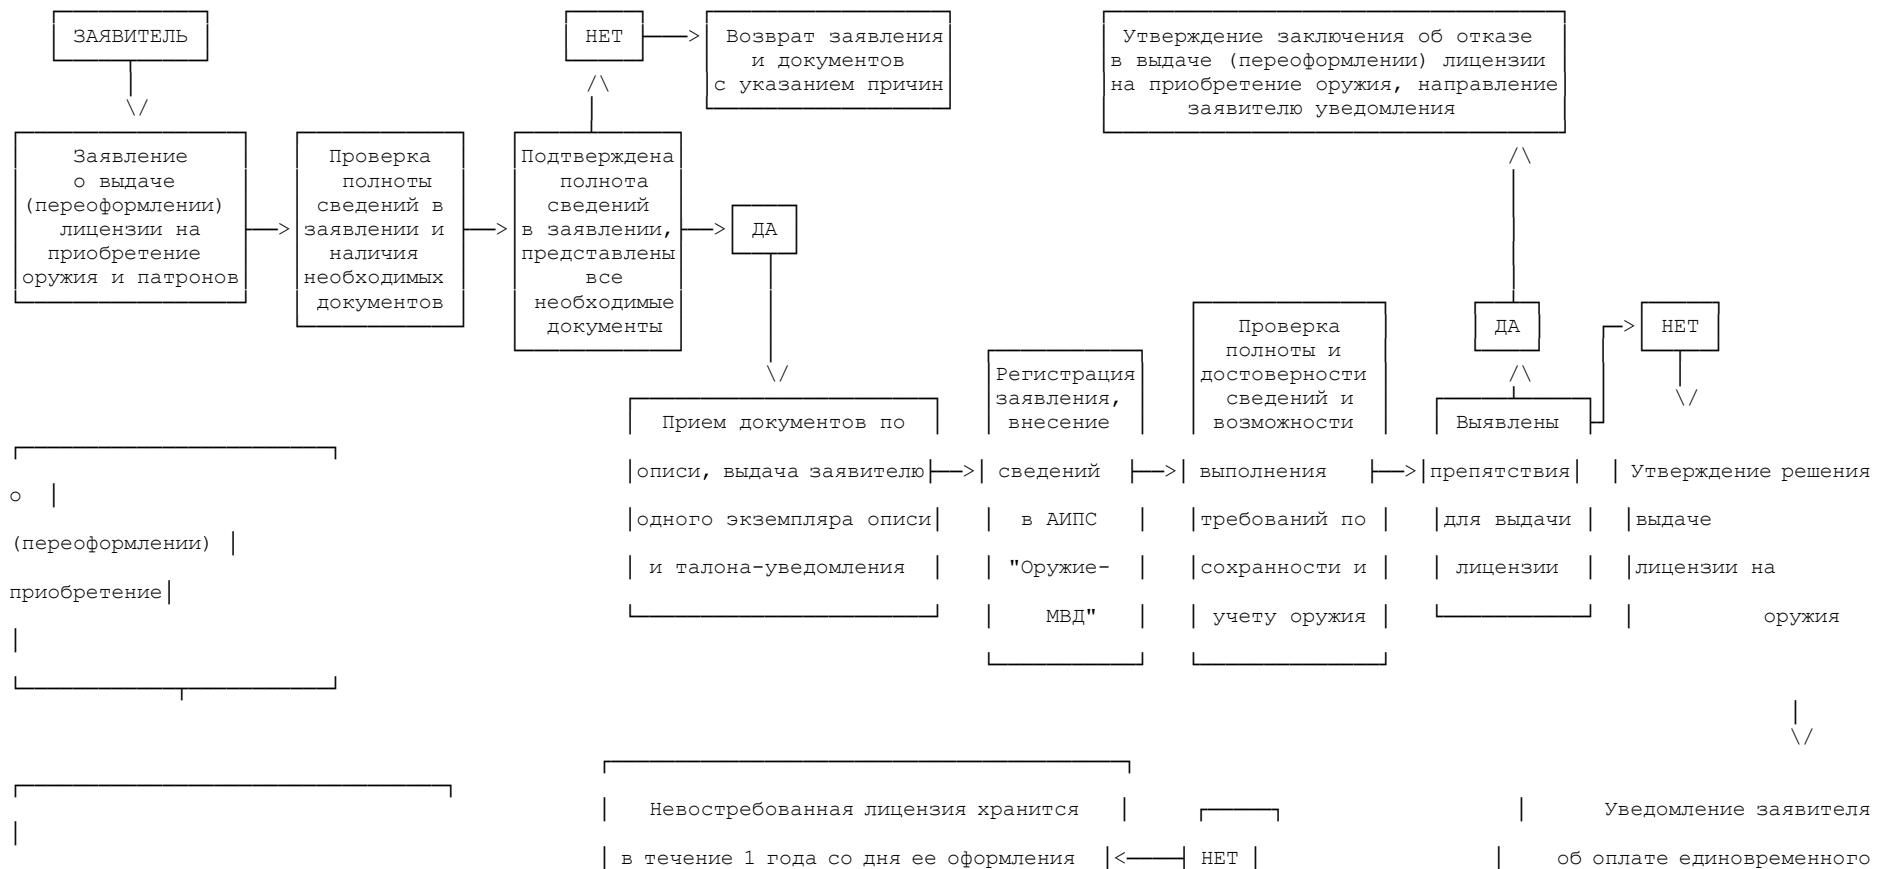 ЗАЯВИТЕЛЬ
НЕТ
Возврат заявления
и документов
с указанием причин
Утверждение заключения об отказе
в выдаче (переоформлении) лицензии
на приобретение оружия, направление
заявителю уведомления
Заявление
о выдаче
(переоформлении)
лицензии на
приобретение
оружия и патронов
Проверка
полноты
сведений в
заявлении и
наличия
необходимых
документов
Подтверждена
полнота
сведений
в заявлении,
представлены
все
необходимые
документы
ДА
Прием документов по
описи, выдача заявителю
одного экземпляра описи
и талона-уведомления
Регистрация
заявления,
внесение
сведений
в АИПС
"Оружие-
МВД"
Проверка
полноты и
достоверности
сведений и
возможности
выполнения
требований по
сохранности и
учету оружия
ДА
НЕТ
Выявлены
препятствия
для выдачи
лицензии
Утверждение решения
о
выдаче
(переоформлении)
лицензии на
приобретение
оружия
Невостребованная лицензия хранится
в течение 1 года со дня ее оформления
НЕТ
Уведомление заявителя
об оплате единовременного